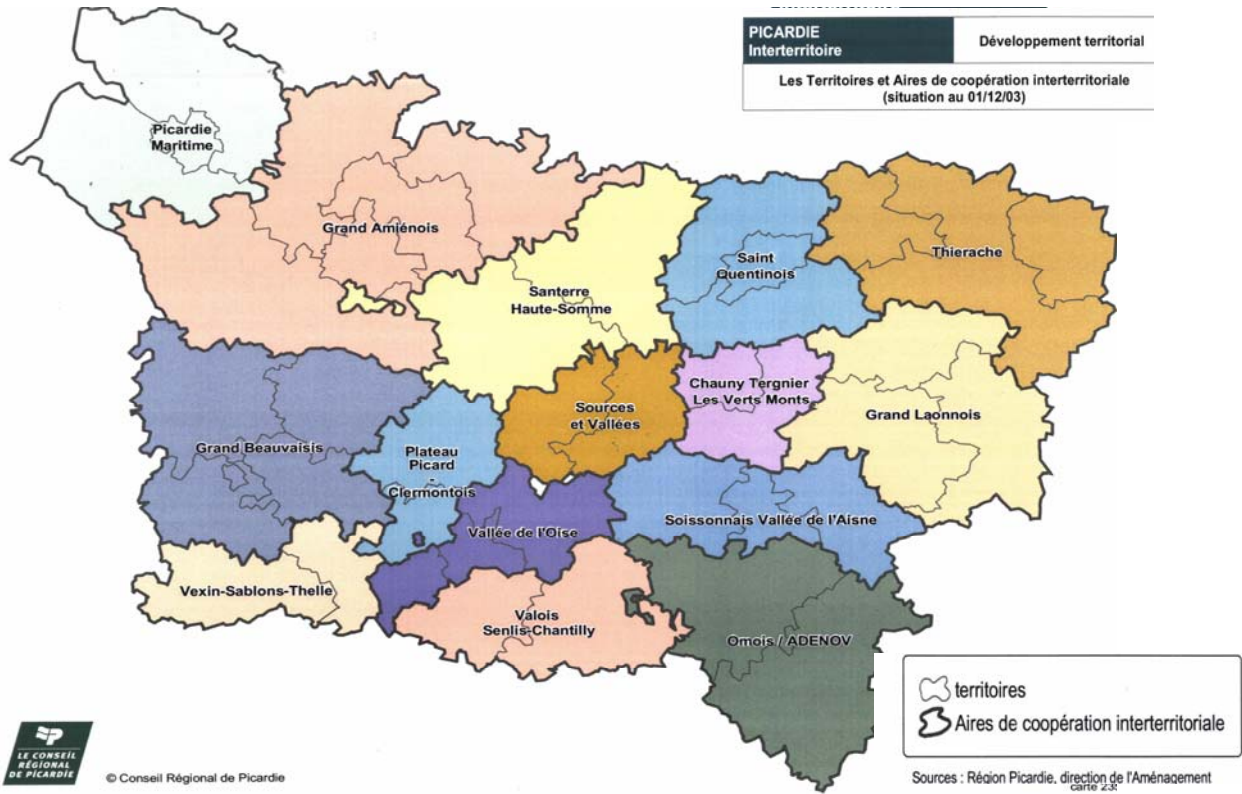 PICARDIE
Interterritoire
Développement territorial
Les Territoires et Aires de coopération interterritoriale
(situation au 01/12/03)
Picardie
Maritime
Grand Amiénois
Santerre
Haute-Somme
Saint
Quentinois
Thierache
Chauny Tergnier
Les Verts Monts
Grand Laonnois
Sources
et Vallées
Grand Beauvaisis
Plateau
Picard
-
Clermontois
Vallée de l'Oise
Soissonnais Vallée de l'Aisne
Vexin-Sablons-Thelle
Valois
Senlis-Chantilly
Omois / ADENOV
territoires
Aires de coopération interterritoriale
LE CONSEIL
RÉGIONAL
DE PICARDIE
© Conseil Régional de Picardie
Sources : Région Picardie, direction de l'Aménagement
carte 23